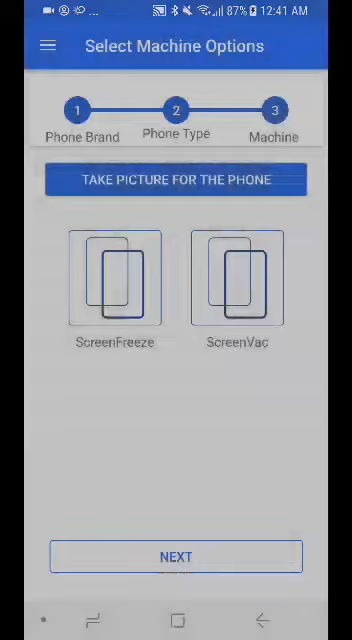 87% 12:41 AM
Select Machine Options
1 2 3
Phone Brand Phone Type Machine
TAKE PICTURE FOR THE PHONE
ScreenFreeze ScreenVac
NEXT